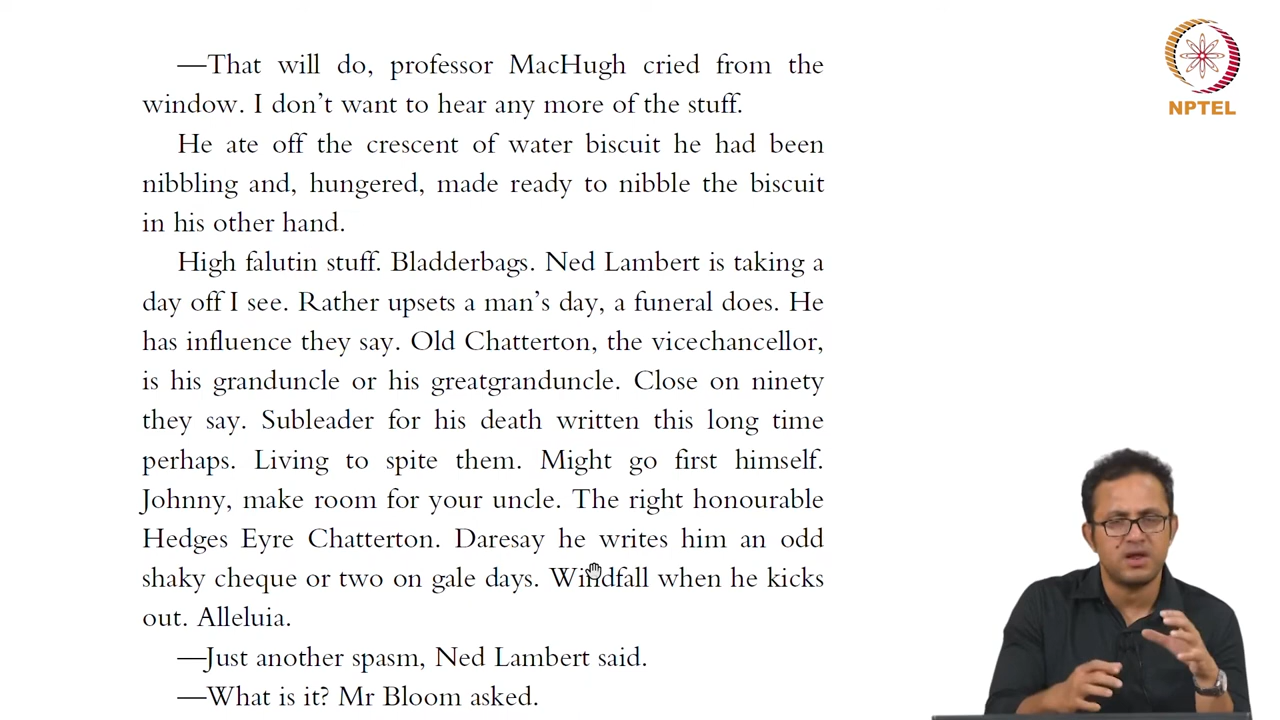 —That will do, professor MacHugh cried from the
window. I don't want to hear any more of the stuff.
He ate off the crescent of water biscuit he had been
nibbling and, hungered, made ready to nibble the biscuit
in his other hand.
High falutin stuff. Bladderbags. Ned Lambert is taking a
day off I see. Rather upsets a man's day, a funeral does. He
has influence they say. Old Chatterton, the vicechancellor,
is his granduncle or his greatgranduncle. Close on ninety
they say. Subleader for his death written this long time
perhaps. Living to spite them. Might go first himself.
Johnny, make room for your uncle. The right honourable
Hedges Eyre Chatterton. Daresay he writes him an odd
shaky cheque or two on gale days. Windfall when he kicks
out. Alleluia.
—Just another spasm, Ned Lambert said.
—What is it? Mr Bloom asked.
NPTEL